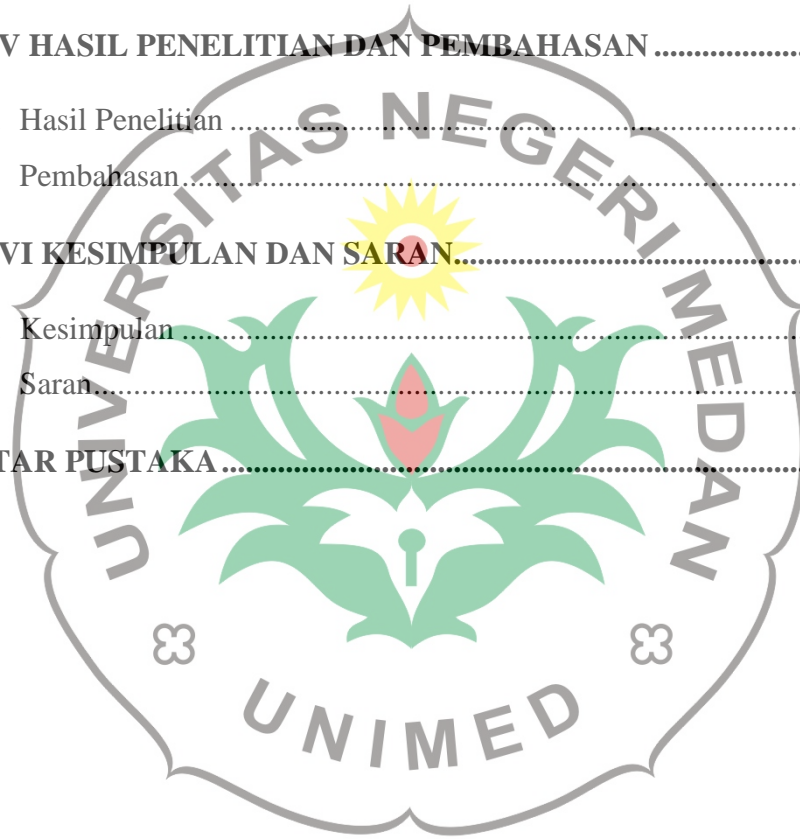 V HASIL PENELITIAN DAN PEMBAHASAN ..................
Hasil Penelitian ..................
Pembahasan ..................
VI KESIMPULAN DAN SARAN ..................
Kesimpulan ..................
Saran ..................
TAR PUSTAKA ..................
UNIVERSITAS NEGERI MEDAN
UNIMED